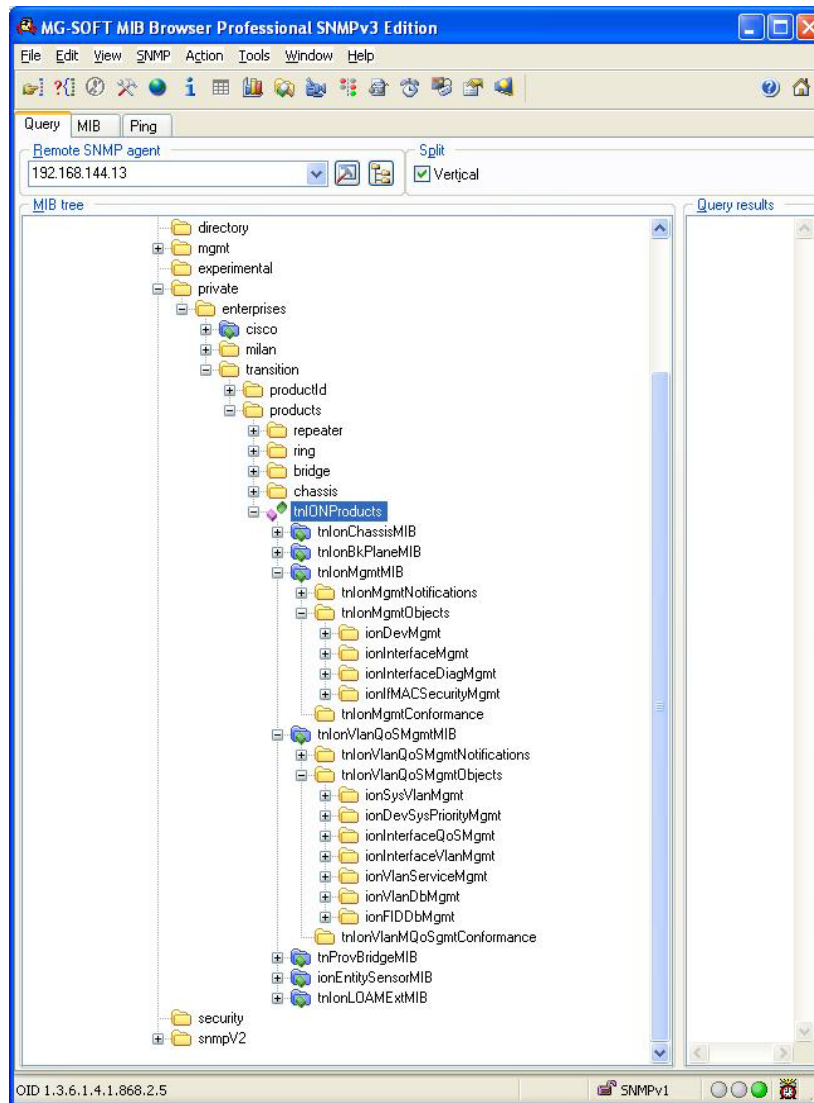 MG-SOFT MIB Browser Professional SNMPv3 Edition
File Edit View SNMP Action Tools Window Help
Query MIB Ping
Remote SNMP agent Split
192.168.144.13 Vertical
MIB tree Query results
directory
mgmt
experimental
private
enterprises
cisco
milan
transition
productId
products
repeater
ring
bridge
chassis
tnIONProducts
tnIonChassisMIB
tnIonBkPlaneMIB
tnIonMgmtMIB
tnIonMgmtNotifications
tnIonMgmtObjects
ionDevMgmt
ionInterfaceMgmt
ionInterfaceDiagMgmt
ionIfMACSecurityMgmt
tnIonMgmtConformance
tnIonVlanQoSMgmtMIB
tnIonVlanQoSMgmtNotifications
tnIonVlanQoSMgmtObjects
ionSysVlanMgmt
ionDevSysPriorityMgmt
ionInterfaceQoSMgmt
ionInterfaceVlanMgmt
ionVlanServiceMgmt
ionVlanDbMgmt
ionFIDDbMgmt
tnIonVlanMQoSgmtConformance
tnProvBridgeMIB
ionEntitySensorMIB
tnIonLOAMExtMIB
security
snmpV2
OID 1.3.6.1.4.1.868.2.5 SNMPv1